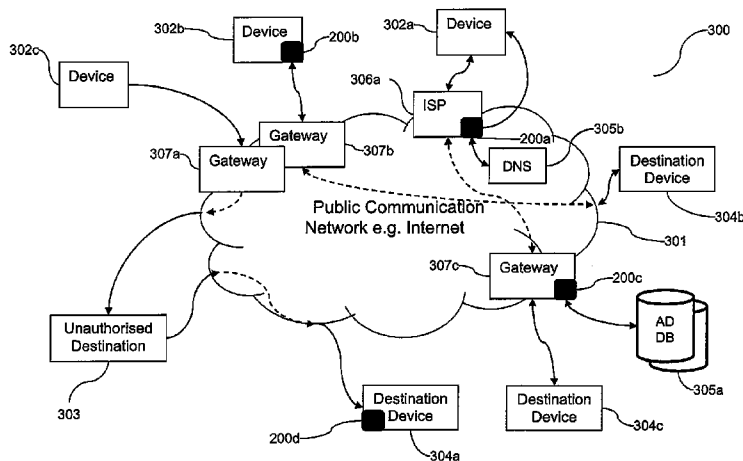 302c
Device
302b
Device
200b
302a
Device
300
306a
ISP
200a
305b
DNS
307a
Gateway
Gateway
307b
Destination
Device
304b
Public Communication
Network e.g. Internet
301
307c
Gateway
200c
AD
DB
305a
Unauthorised
Destination
303
200d
Destination
Device
304a
Destination Device
304c